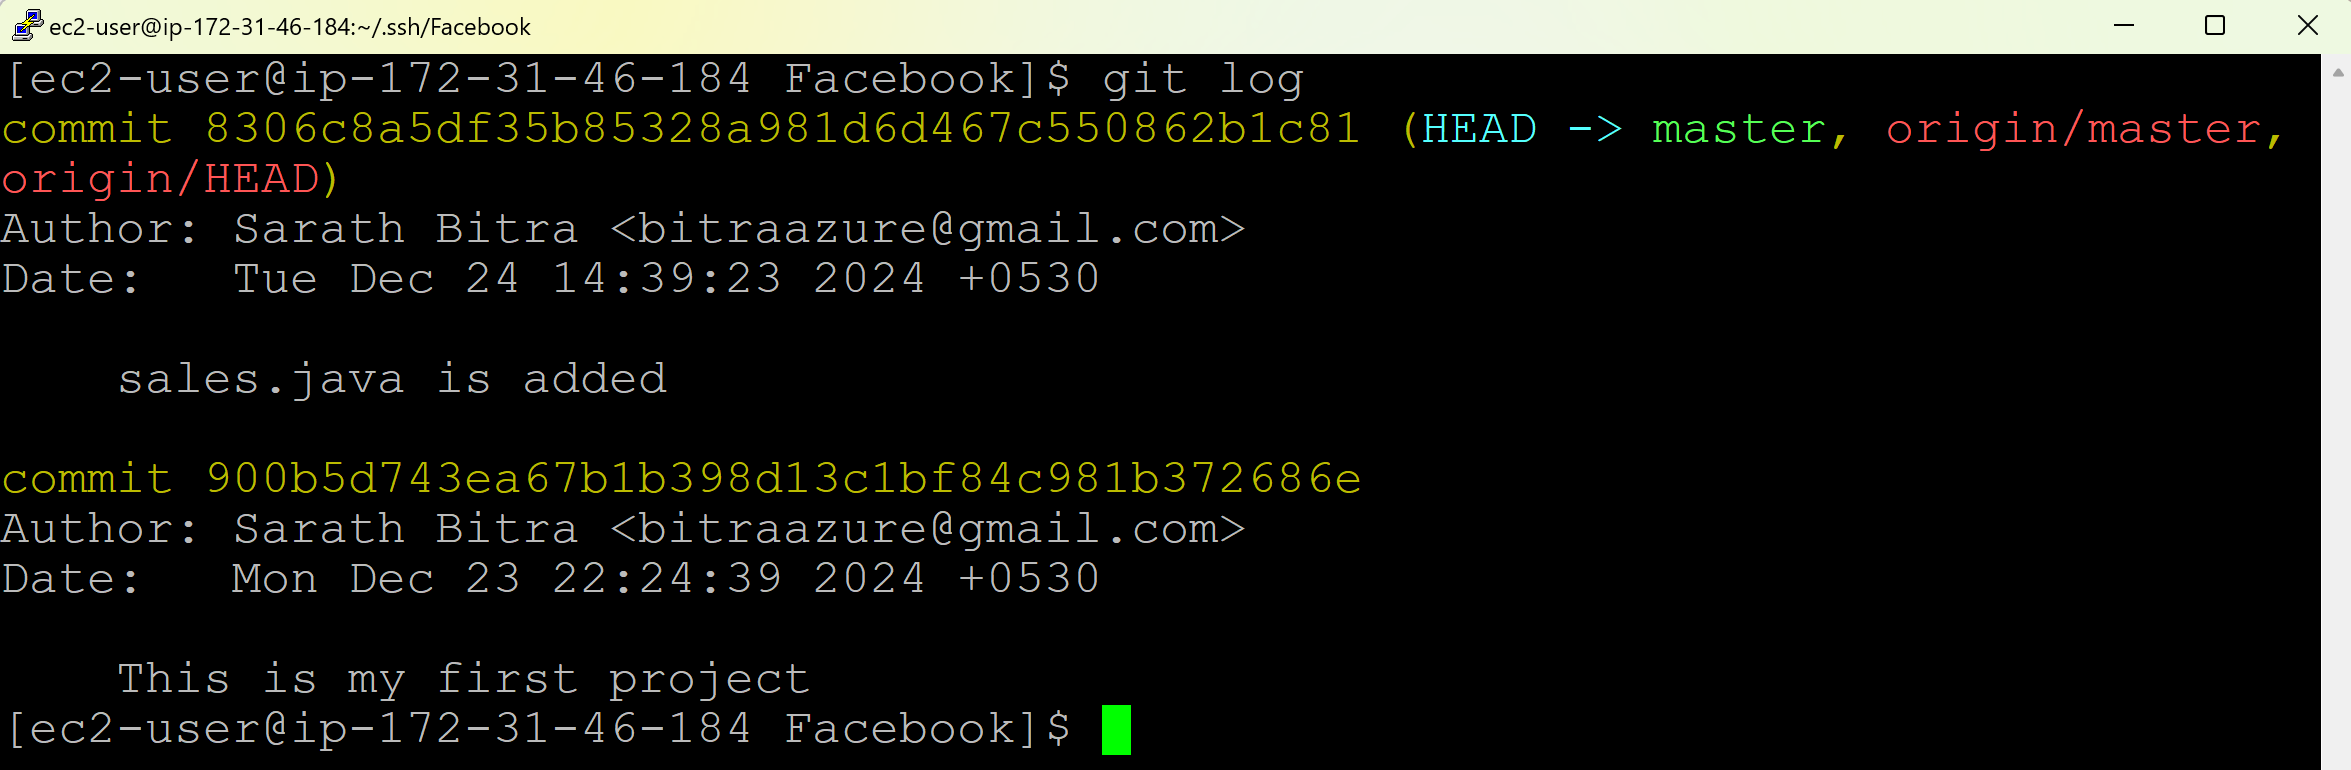 ec2-user@ip-172-31-46-184:~/.ssh/Facebook
[ec2-user@ip-172-31-46-184 Facebook]$ git log
commit 8306c8a5df35b85328a981d6d467c550862b1c81 (HEAD -> master, origin/master,
origin/HEAD)
Author: Sarath Bitra <bitraazure@gmail.com>
Date:   Tue Dec 24 14:39:23 2024 +0530
    sales.java is added
commit 900b5d743ea67b1b398d13c1bf84c981b372686e
Author: Sarath Bitra <bitraazure@gmail.com>
Date:   Mon Dec 23 22:24:39 2024 +0530
    This is my first project
[ec2-user@ip-172-31-46-184 Facebook]$